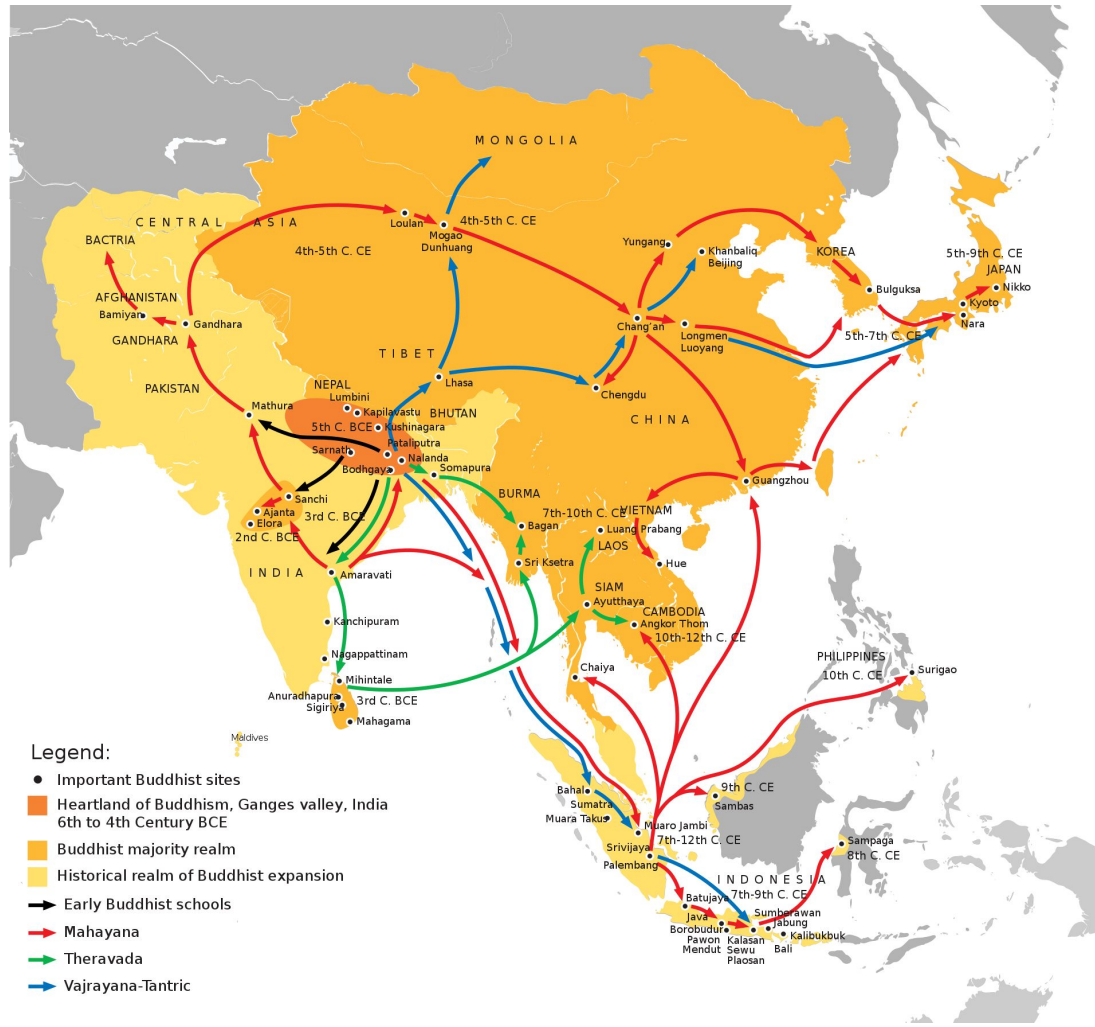 MONGOLIA
CENTRAL ASIA
Loulan
4th-5th C. CE
Mogao
Dunhuang
BACTRIA
4th-5th C. CE
Yungang
Khanbaliq
Beijing
KOREA
5th-9th C. CE
JAPAN
Nikko
Bulguksa
Kyoto
Nara
5th-7th C. CE
AFGHANISTAN
Bamiyan
Gandhara
GANDHARA
Chang'an
Longmen
Luoyang
TIBET
Lhasa
Chengdu
CHINA
PAKISTAN
NEPAL
Lumbini
Kapilavastu
BHUTAN
Mathura
5th C. BCE
Kushinagara
Pataliputra
Sarnath
Nalanda
Bodhgaya
Somapura
Guangzhou
BURMA
7th-10th C. CE
VIETNAM
Sanchi
Ajanta
3rd C. BCE
Elora
2nd C. BCE
Bagan
Luang Prabang
LAOS
Sri Ksetra
Hue
INDIA
Amaravati
SIAM
Ayutthaya
CAMBODIA
Angkor Thom
10th-12th C. CE
Kanchipuram
Nagappattinam
Chaiya
PHILIPPINES
10th C. CE
Surigao
Mihintale
Anuradhapura
3rd C. BCE
Sigiriya
Mahagama
Maldives
Legend:
Important Buddhist sites
Heartland of Buddhism, Ganges valley, India
6th to 4th Century BCE
Buddhist majority realm
Historical realm of Buddhist expansion
Early Buddhist schools
Mahayana
Theravada
Vajrayana-Tantric
Bahal
Sumatra
Muara Takus
Muaro Jambi
7th-12th C. CE
Srivijaya
Palembang
9th C. CE
Sambas
Sampaga
8th C. CE
INDONESIA
7th-9th C. CE
Batujaya
Java
Borobudur
Pawon
Mendut
Kalasan
Sewu
Plaosan
Sumberawan
Jabung
Kalibukbuk
Bali